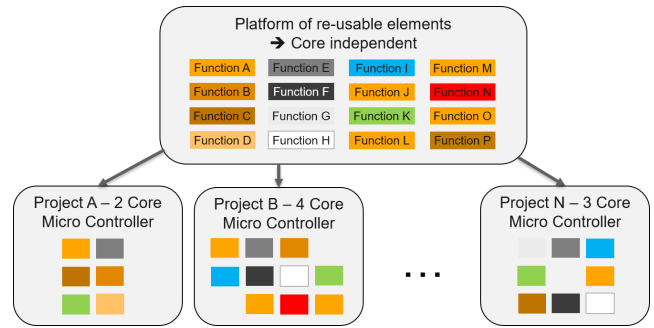 Platform of re-usable elements
➔ Core independent
Function A Function E Function I Function M
Function B Function F Function J Function N
Function C Function G Function K Function O
Function D Function H Function L Function P
Project A – 2 Core
Micro Controller
Project B – 4 Core
Micro Controller
...
Project N – 3 Core
Micro Controller